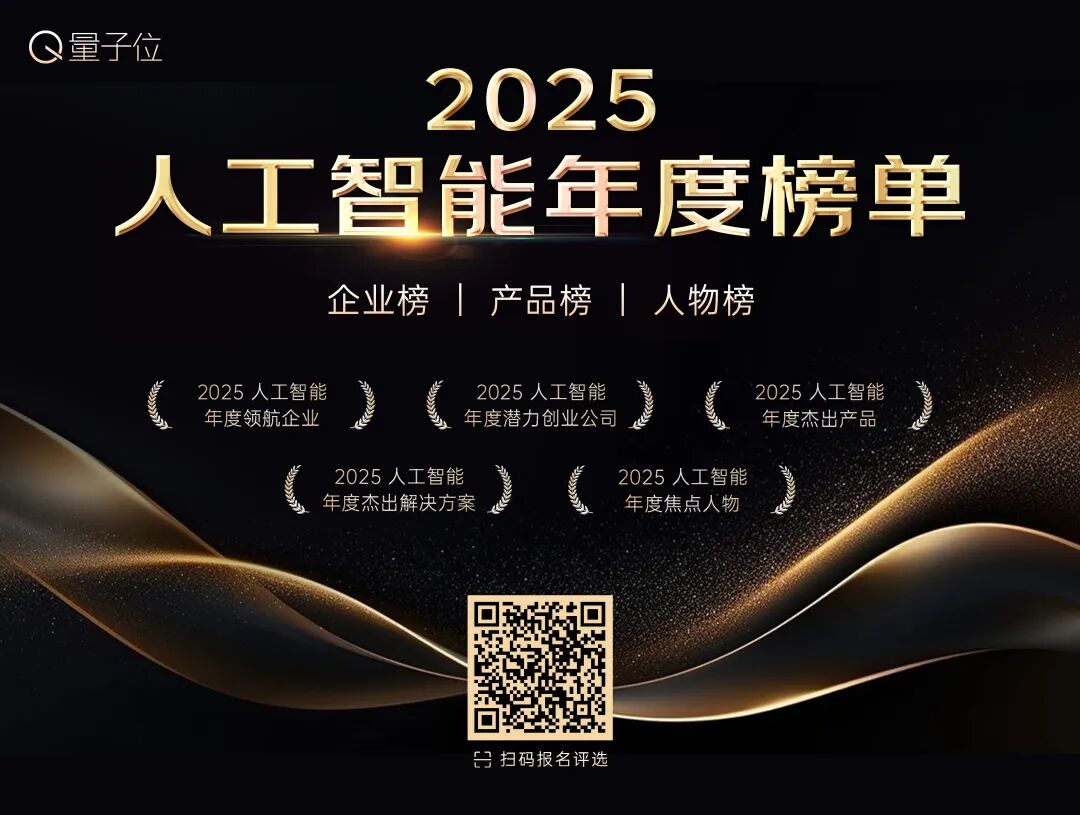 量子位
2025
人工智能年度榜单
企业榜 | 产品榜 | 人物榜
2025 人工智能
年度领航企业
2025 人工智能
年度潜力创业公司
2025 人工智能
年度杰出产品
2025 人工智能
年度杰出解决方案
2025 人工智能
年度焦点人物
扫码报名评选